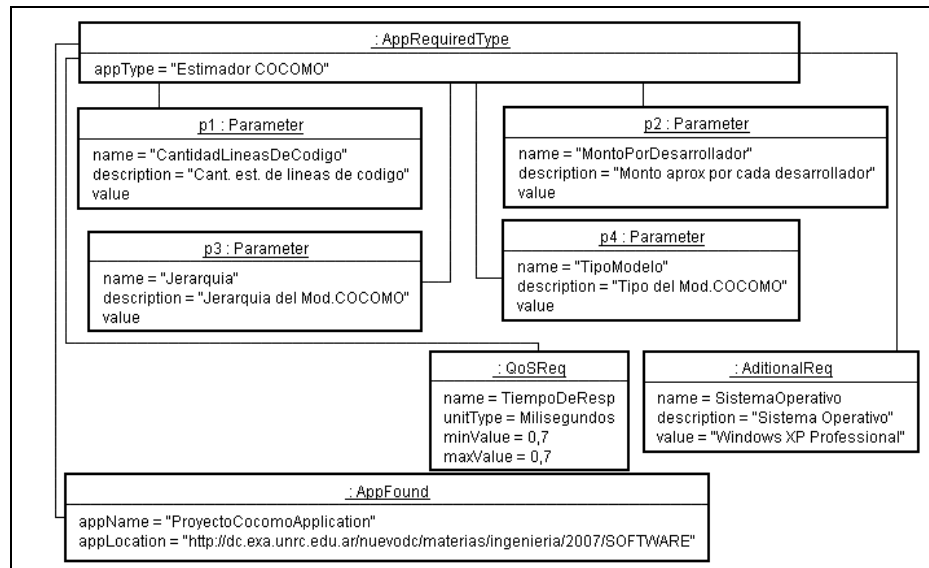 : AppRequiredType
appType = "Estimador COCOMO"
p1 : Parameter
name = "CantidadLineasDeCodigo"
description = "Cant. est. de lineas de codigo"
value
p2 : Parameter
name = "MontoPorDesarrollador"
description = "Monto aprox por cada desarrollador"
value
p3 : Parameter
name = "Jerarquia"
description = "Jerarquia del Mod.COCOMO"
value
p4 : Parameter
name = "TipoModelo"
description = "Tipo del Mod.COCOMO"
value
: QoSReq
name = TiempoDeResp
unitType = Milisegundos
minValue = 0,7
maxValue = 0,7
: AditionalReq
name = SistemaOperativo
description = "Sistema Operativo"
value = "Windows XP Professional"
: AppFound
appName = "ProyectoCocomoApplication"
appLocation = "http://dc.exa.unrc.edu.ar/nuevodc/materias/ingenieria/2007/SOFTWARE"